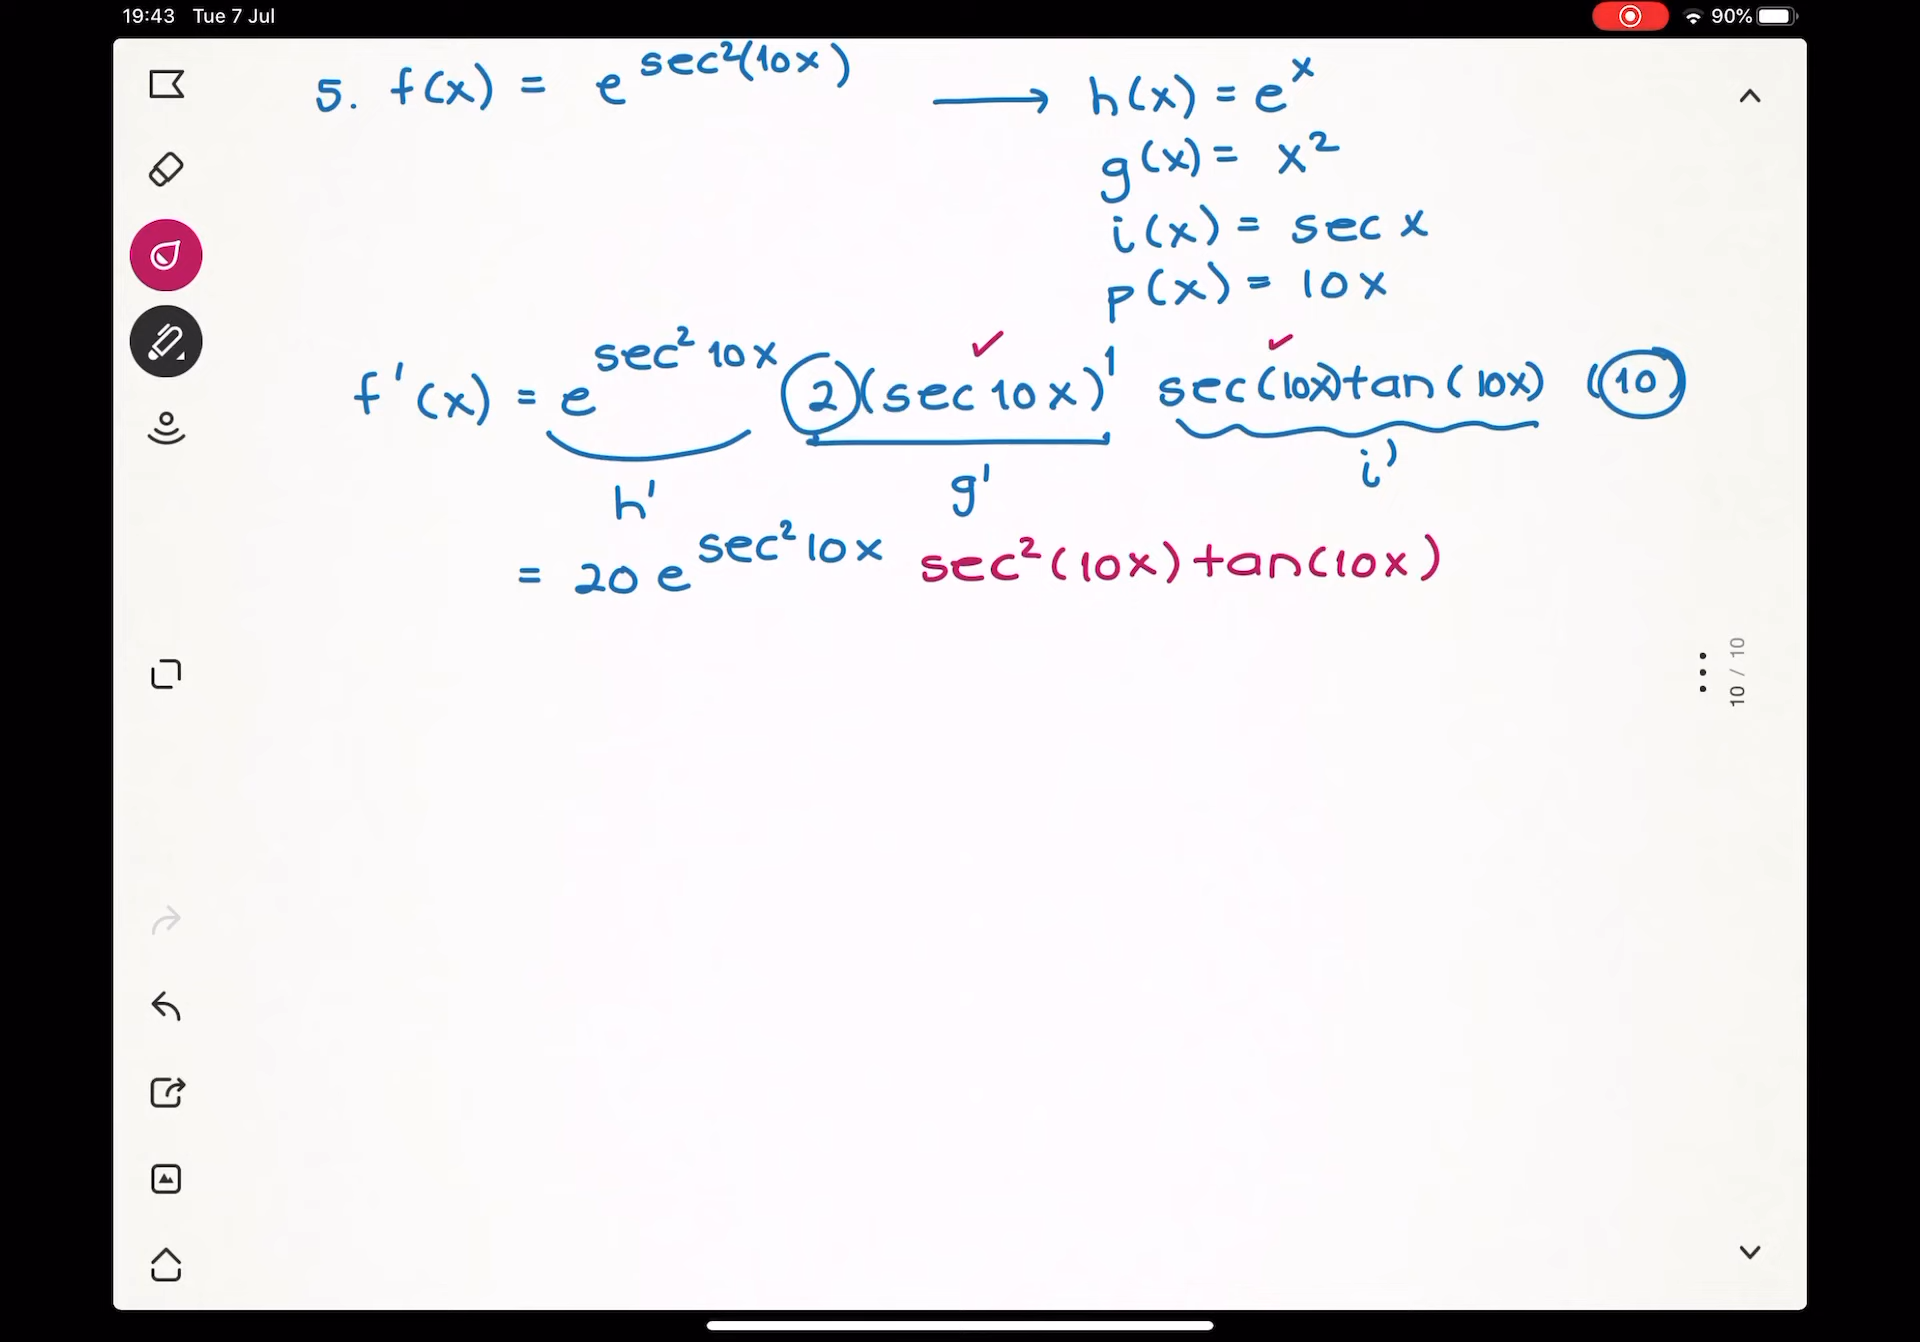 19:43 Tue 7 Jul 90%
5. f(x) = e^sec²(10x) → h(x) = e^x
g(x) = x²
i(x) = sec x
p(x) = 10x
f'(x) = e^sec² 10x 2(sec 10x)¹ sec(10x)tan(10x) (10)
h' g' i'
= 20 e^sec² 10x sec²(10x)tan(10x)
10 / 10